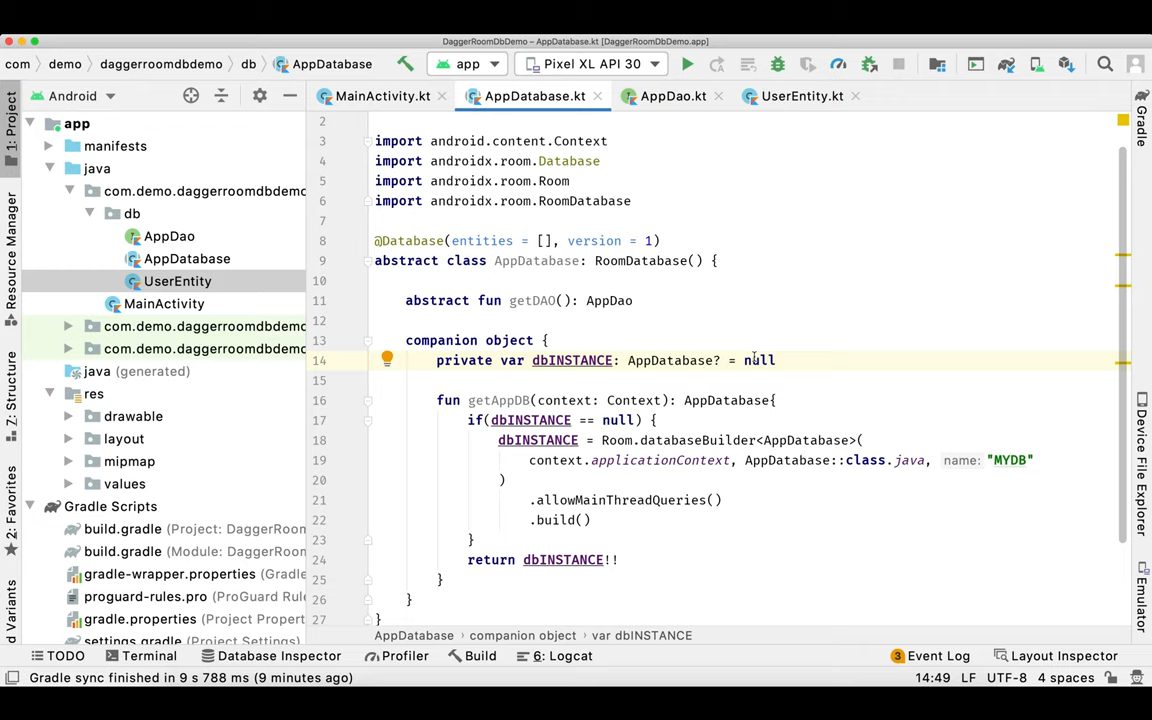 DaggerRoomDbDemo – AppDatabase.kt [DaggerRoomDbDemo.app]
com demo daggerroomdbdemo db AppDatabase app Pixel XL API 30
Android MainActivity.kt AppDatabase.kt AppDao.kt UserEntity.kt
1: Project
Resource Manager
Z: Structure
2: Favorites
d Variants
app
manifests
java
com.demo.daggerroomdbdemo
db
AppDao
AppDatabase
UserEntity
MainActivity
com.demo.daggerroomdbdemo
com.demo.daggerroomdbdemo
java (generated)
res
drawable
layout
mipmap
values
Gradle Scripts
build.gradle (Project: DaggerRoom
build.gradle (Module: DaggerRoom
gradle-wrapper.properties (Gradle
proguard-rules.pro (ProGuard Rule
gradle.properties (Project Propert
settings.gradle (Project Settings)
2
3 import android.content.Context
4 import androidx.room.Database
5 import androidx.room.Room
6 import androidx.room.RoomDatabase
7
8 @Database(entities = [], version = 1)
9 abstract class AppDatabase: RoomDatabase() {
10
11 abstract fun getDAO(): AppDao
12
13 companion object {
14 private var dbINSTANCE: AppDatabase? = null
15
16 fun getAppDB(context: Context): AppDatabase{
17 if(dbINSTANCE == null) {
18 dbINSTANCE = Room.databaseBuilder<AppDatabase>(
19 context.applicationContext, AppDatabase::class.java, name: "MYDB"
20 )
21 .allowMainThreadQueries()
22 .build()
23 }
24 return dbINSTANCE!!
25 }
26 }
27 }
Gradle
Device File Explorer
Emulator
AppDatabase companion object var dbINSTANCE
TODO Terminal Database Inspector Profiler Build 6: Logcat 3 Event Log Layout Inspector
Gradle sync finished in 9 s 788 ms (9 minutes ago) 14:49 LF UTF-8 4 spaces